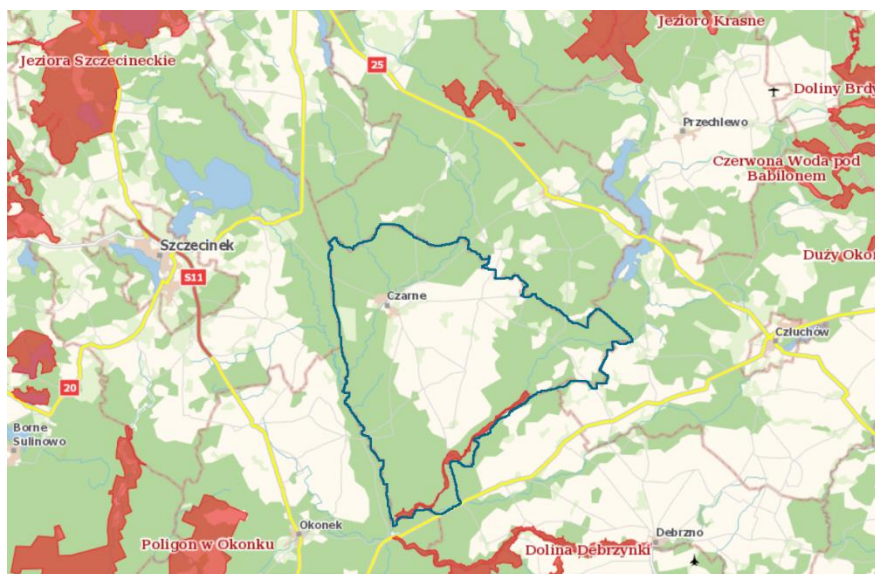 Jezioro Krasne
Jeziora Szczecineckie
25
Doliny Brdy
Przechlewo
Czerwona Woda pod
Babilonem
Szczecinek
Duży Okoń
S11
Czarne
Człuchów
20
Borne
Sulinowo
Okonek
Debrzno
Poligon w Okonku
Dolina Debrzynki